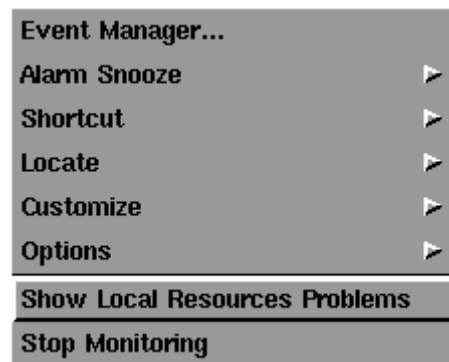 Event Manager...
Alarm Snooze
Shortcut
Locate
Customize
Options
Show Local Resources Problems
Stop Monitoring